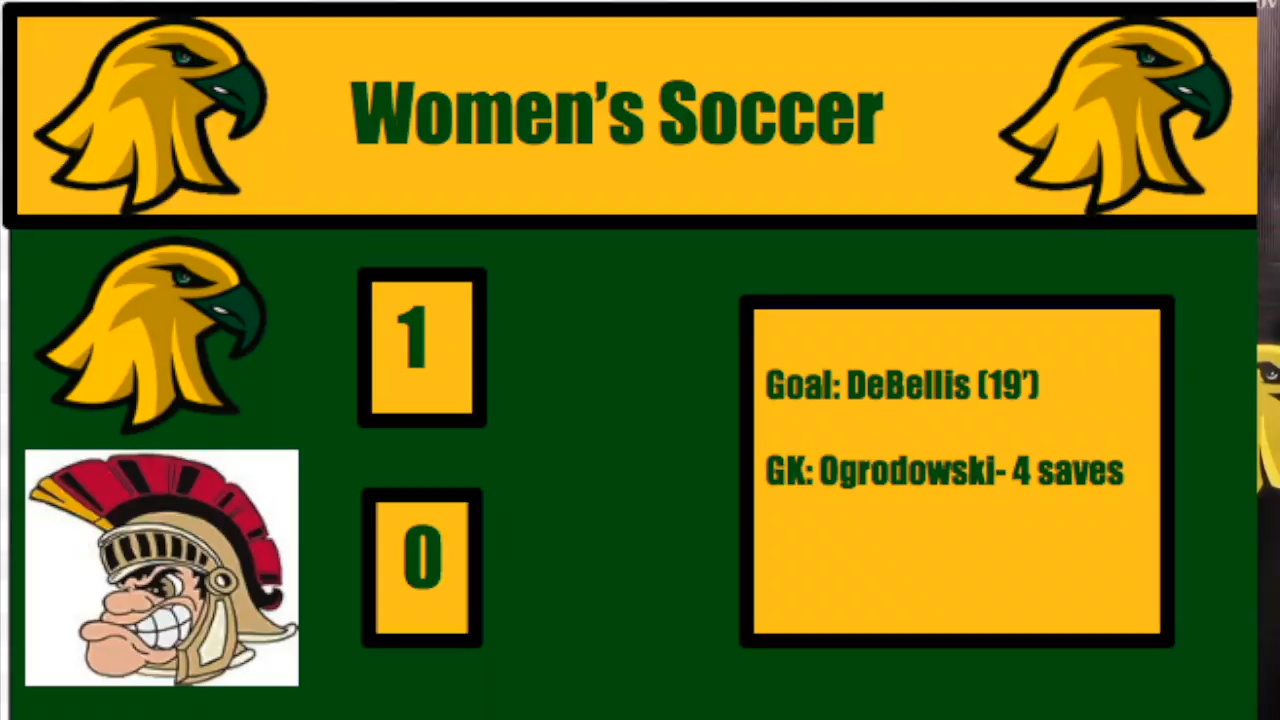 Women's Soccer
1
Goal: DeBellis (19')
GK: Ogrodowski- 4 saves
0